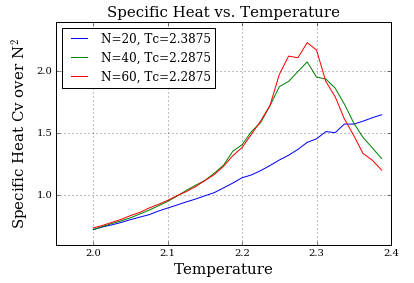 Specific Heat vs. Temperature
N=20, Tc=2.3875
N=40, Tc=2.2875
N=60, Tc=2.2875
Specific Heat Cv over N²
2.0
1.5
1.0
2.0 2.1 2.2 2.3 2.4
Temperature